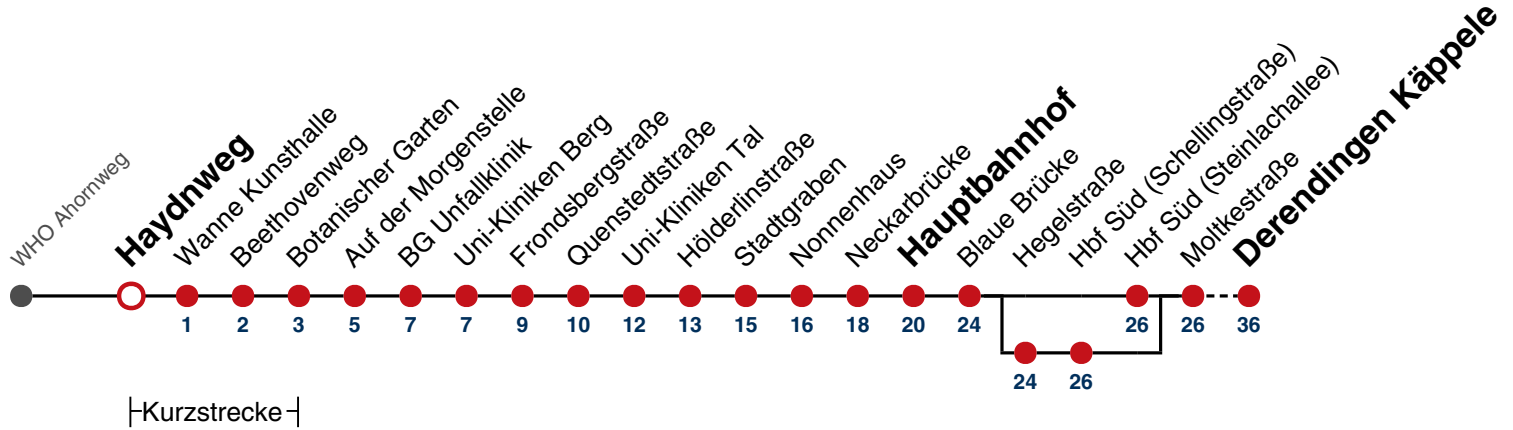 WHO Ahornweg
Haydnweg
Wanne Kunsthalle
Beethovenweg
Botanischer Garten
Auf der Morgenstelle
BG Unfallklinik
Uni-Kliniken Berg
Frondsbergstraße
Quenstedtstraße
Uni-Kliniken Tal
Hölderlinstraße
Stadtgraben
Nonnenhaus
Neckarbrücke
Hauptbahnhof
Blaue Brücke
Hegelstraße
Hbf Süd (Schellingstraße)
Hbf Süd (Steinlachallee)
Moltkestraße
Derendingen Käppele
1 2 3 5 7 7 9 10 12 13 15 16 18 20 24 26 26 36
24 26
Kurzstrecke